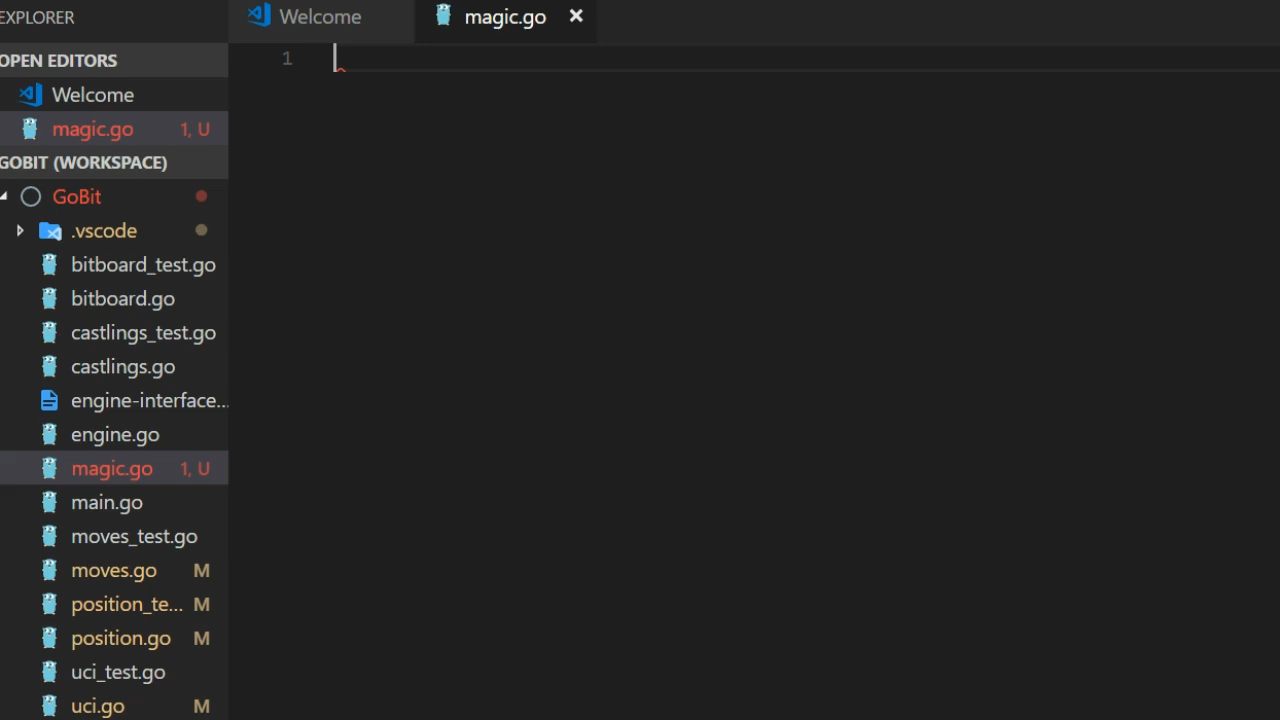 EXPLORER
Welcome
magic.go ×
OPEN EDITORS
1
Welcome
magic.go 1, U
GOBIT (WORKSPACE)
GoBit
.vscode
bitboard_test.go
bitboard.go
castlings_test.go
castlings.go
engine-interface...
engine.go
magic.go 1, U
main.go
moves_test.go
moves.go M
position_te... M
position.go M
uci_test.go
uci.go M